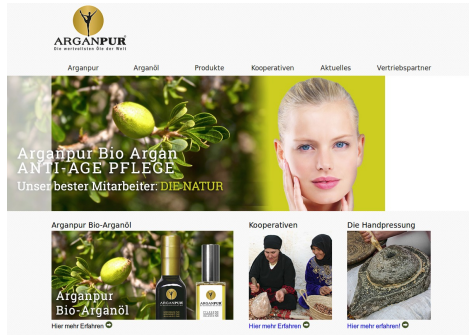 ARGANPUR
Die wertvollsten Öle der Welt
Arganpur Arganöl Produkte Kooperativen Aktuelles Vertriebspartner
Arganpur Bio Argan
ANTI-AGE PFLEGE
Unser bester Mitarbeiter: DIE NATUR
Arganpur Bio-Arganöl
Kooperativen
Die Handpressung
Arganpur
Bio-Arganöl
ARGANPUR
Hier mehr Erfahren
Hier mehr Erfahren
Hier mehr Erfahren